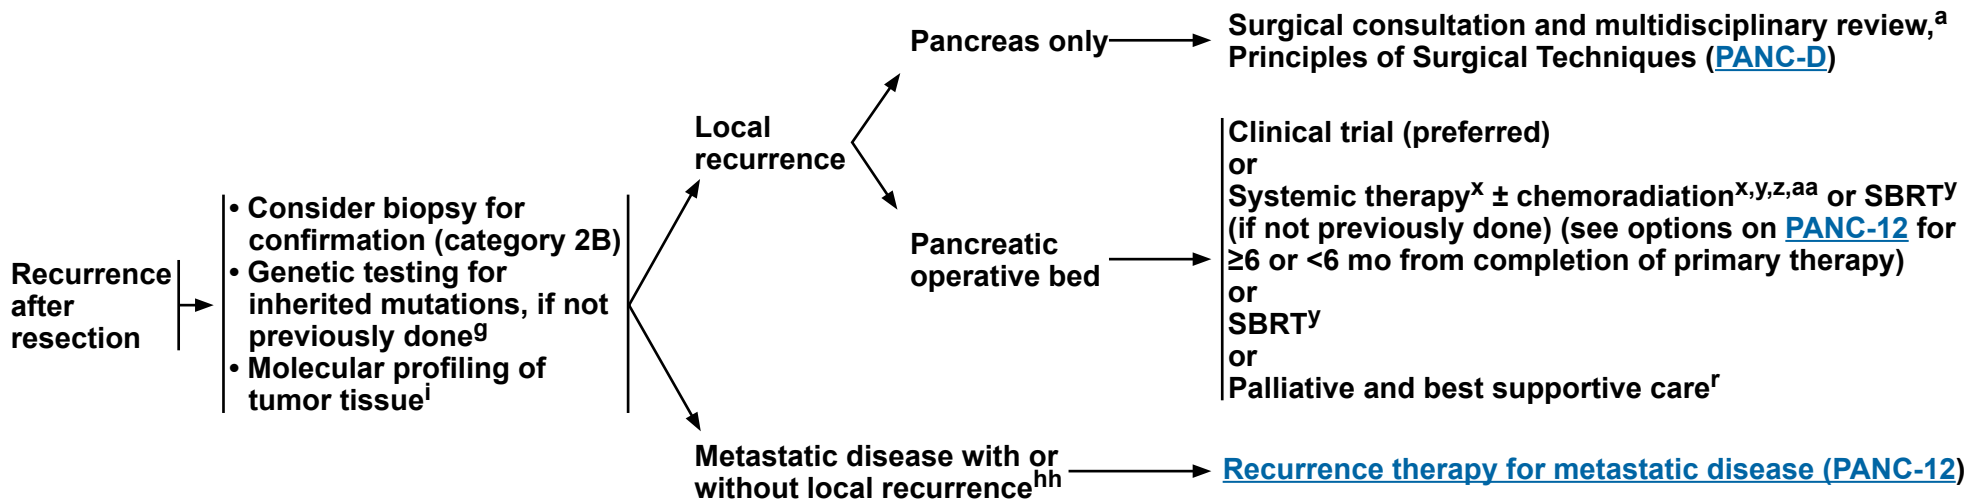 Recurrence
after
resection
• Consider biopsy for
confirmation (category 2B)
• Genetic testing for
inherited mutations, if not
previously doneᵍ
• Molecular profiling of
tumor tissueⁱ
Local
recurrence
Pancreas only
Surgical consultation and multidisciplinary review,ᵃ
Principles of Surgical Techniques (PANC-D)
Pancreatic
operative bed
Clinical trial (preferred)
or
Systemic therapyˣ ± chemoradiationˣ,ʸ,ᶻ,ᵃᵃ or SBRTʸ
(if not previously done) (see options on PANC-12 for
≥6 or <6 mo from completion of primary therapy)
or
SBRTʸ
or
Palliative and best supportive careʳ
Metastatic disease with or
without local recurrenceʰʰ
Recurrence therapy for metastatic disease (PANC-12)